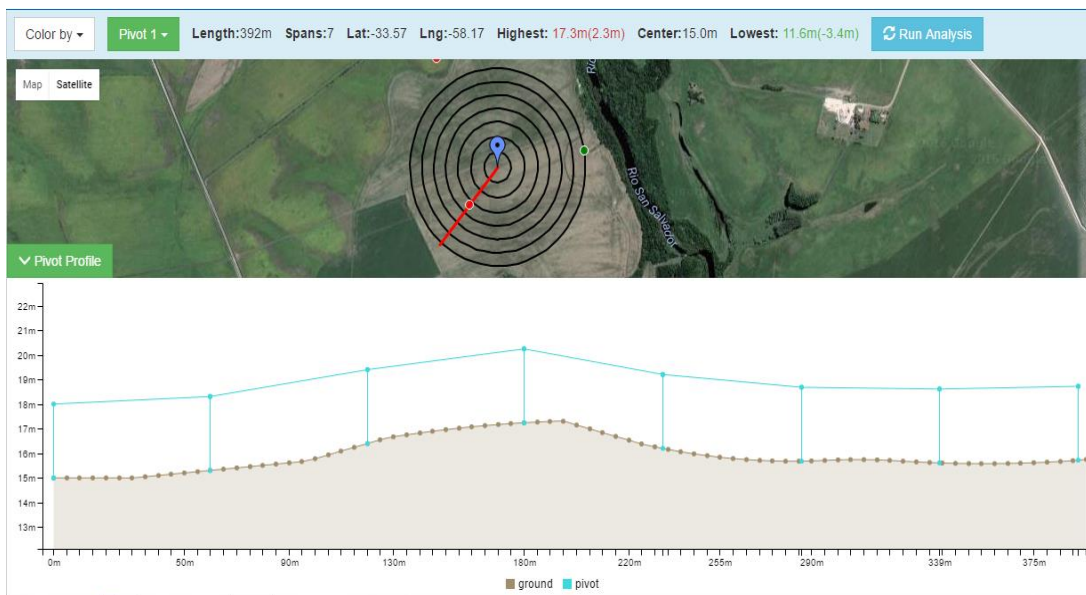 Color by
Pivot 1
Length:392m Spans:7 Lat:-33.57 Lng:-58.17 Highest: 17.3m(2.3m) Center:15.0m Lowest: 11.6m(-3.4m)
Run Analysis
Map Satellite
Río San Salvador
Pivot Profile
22m
21m
20m
19m
18m
17m
16m
15m
14m
13m
0m 50m 90m 130m 180m 220m 255m 290m 339m 375m
ground pivot